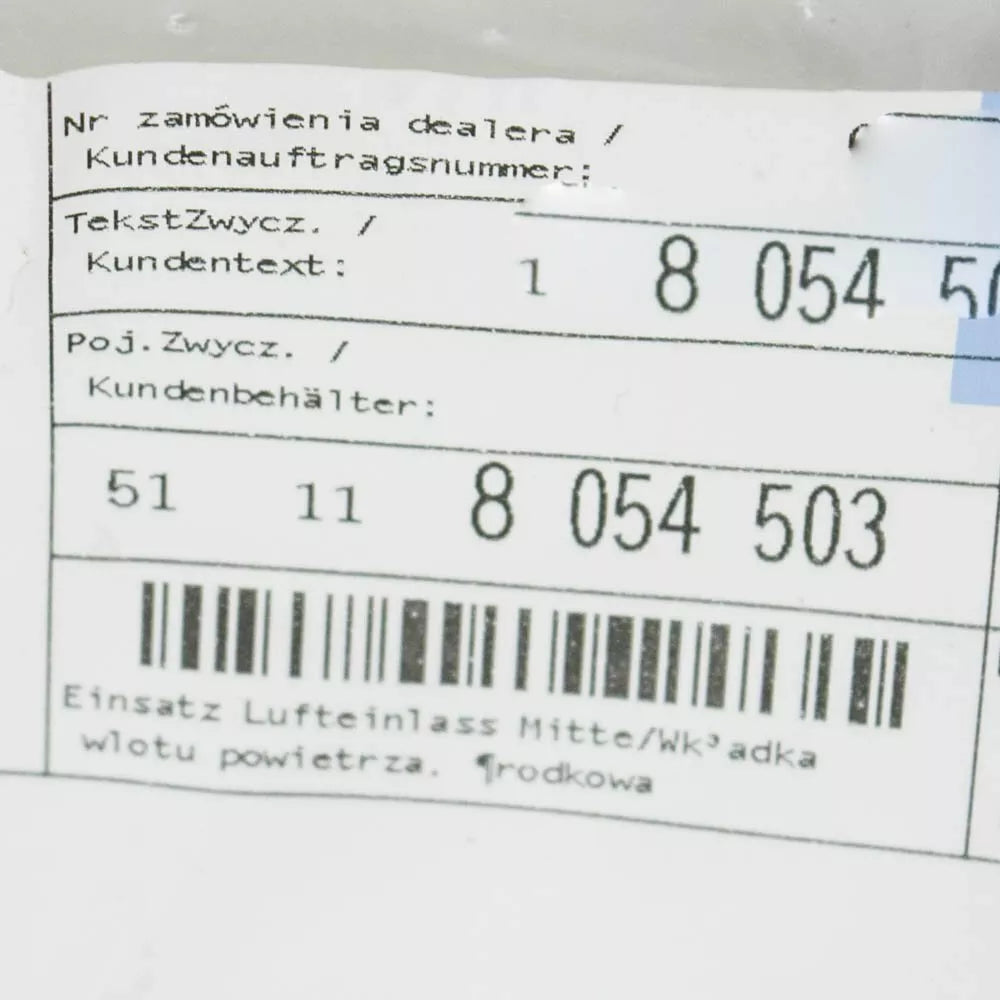 Nr zamówienia dealera /
Kundenauftragsnummer:
TekstZwycz. /
Kundentext: 1 8 054
Poj.Zwycz. /
Kundenbehälter:
51 11 8 054 503
Einsatz Lufteinlass Mitte/Wk³adka
wlotu powietrza. ¶rodkowa